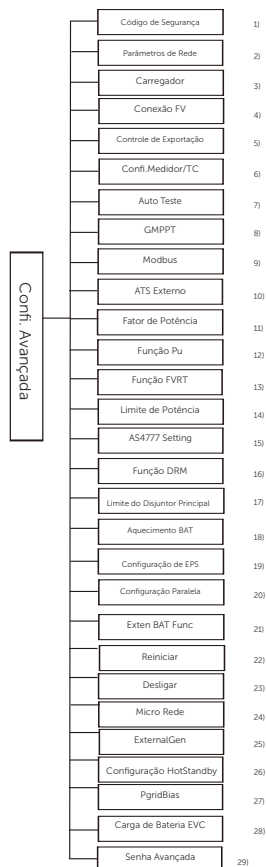 Confi. Avançada
Código de Segurança 1)
Parâmetros de Rede 2)
Carregador 3)
Conexão FV 4)
Controle de Exportação 5)
Confi.Medidor/TC 6)
Auto Teste 7)
GMPPT 8)
Modbus 9)
ATS Externo 10)
Fator de Potência 11)
Função Pu 12)
Função FVRT 13)
Limite de Potência 14)
AS4777 Setting 15)
Função DRM 16)
Limite do Disjuntor Principal 17)
Aquecimento BAT 18)
Configuração de EPS 19)
Configuração Paralela 20)
Exten BAT Func 21)
Reiniciar 22)
Desligar 23)
Micro Rede 24)
ExternalGen 25)
Configuração HotStandby 26)
PgridBias 27)
Carga de Bateria EVC 28)
Senha Avançada 29)